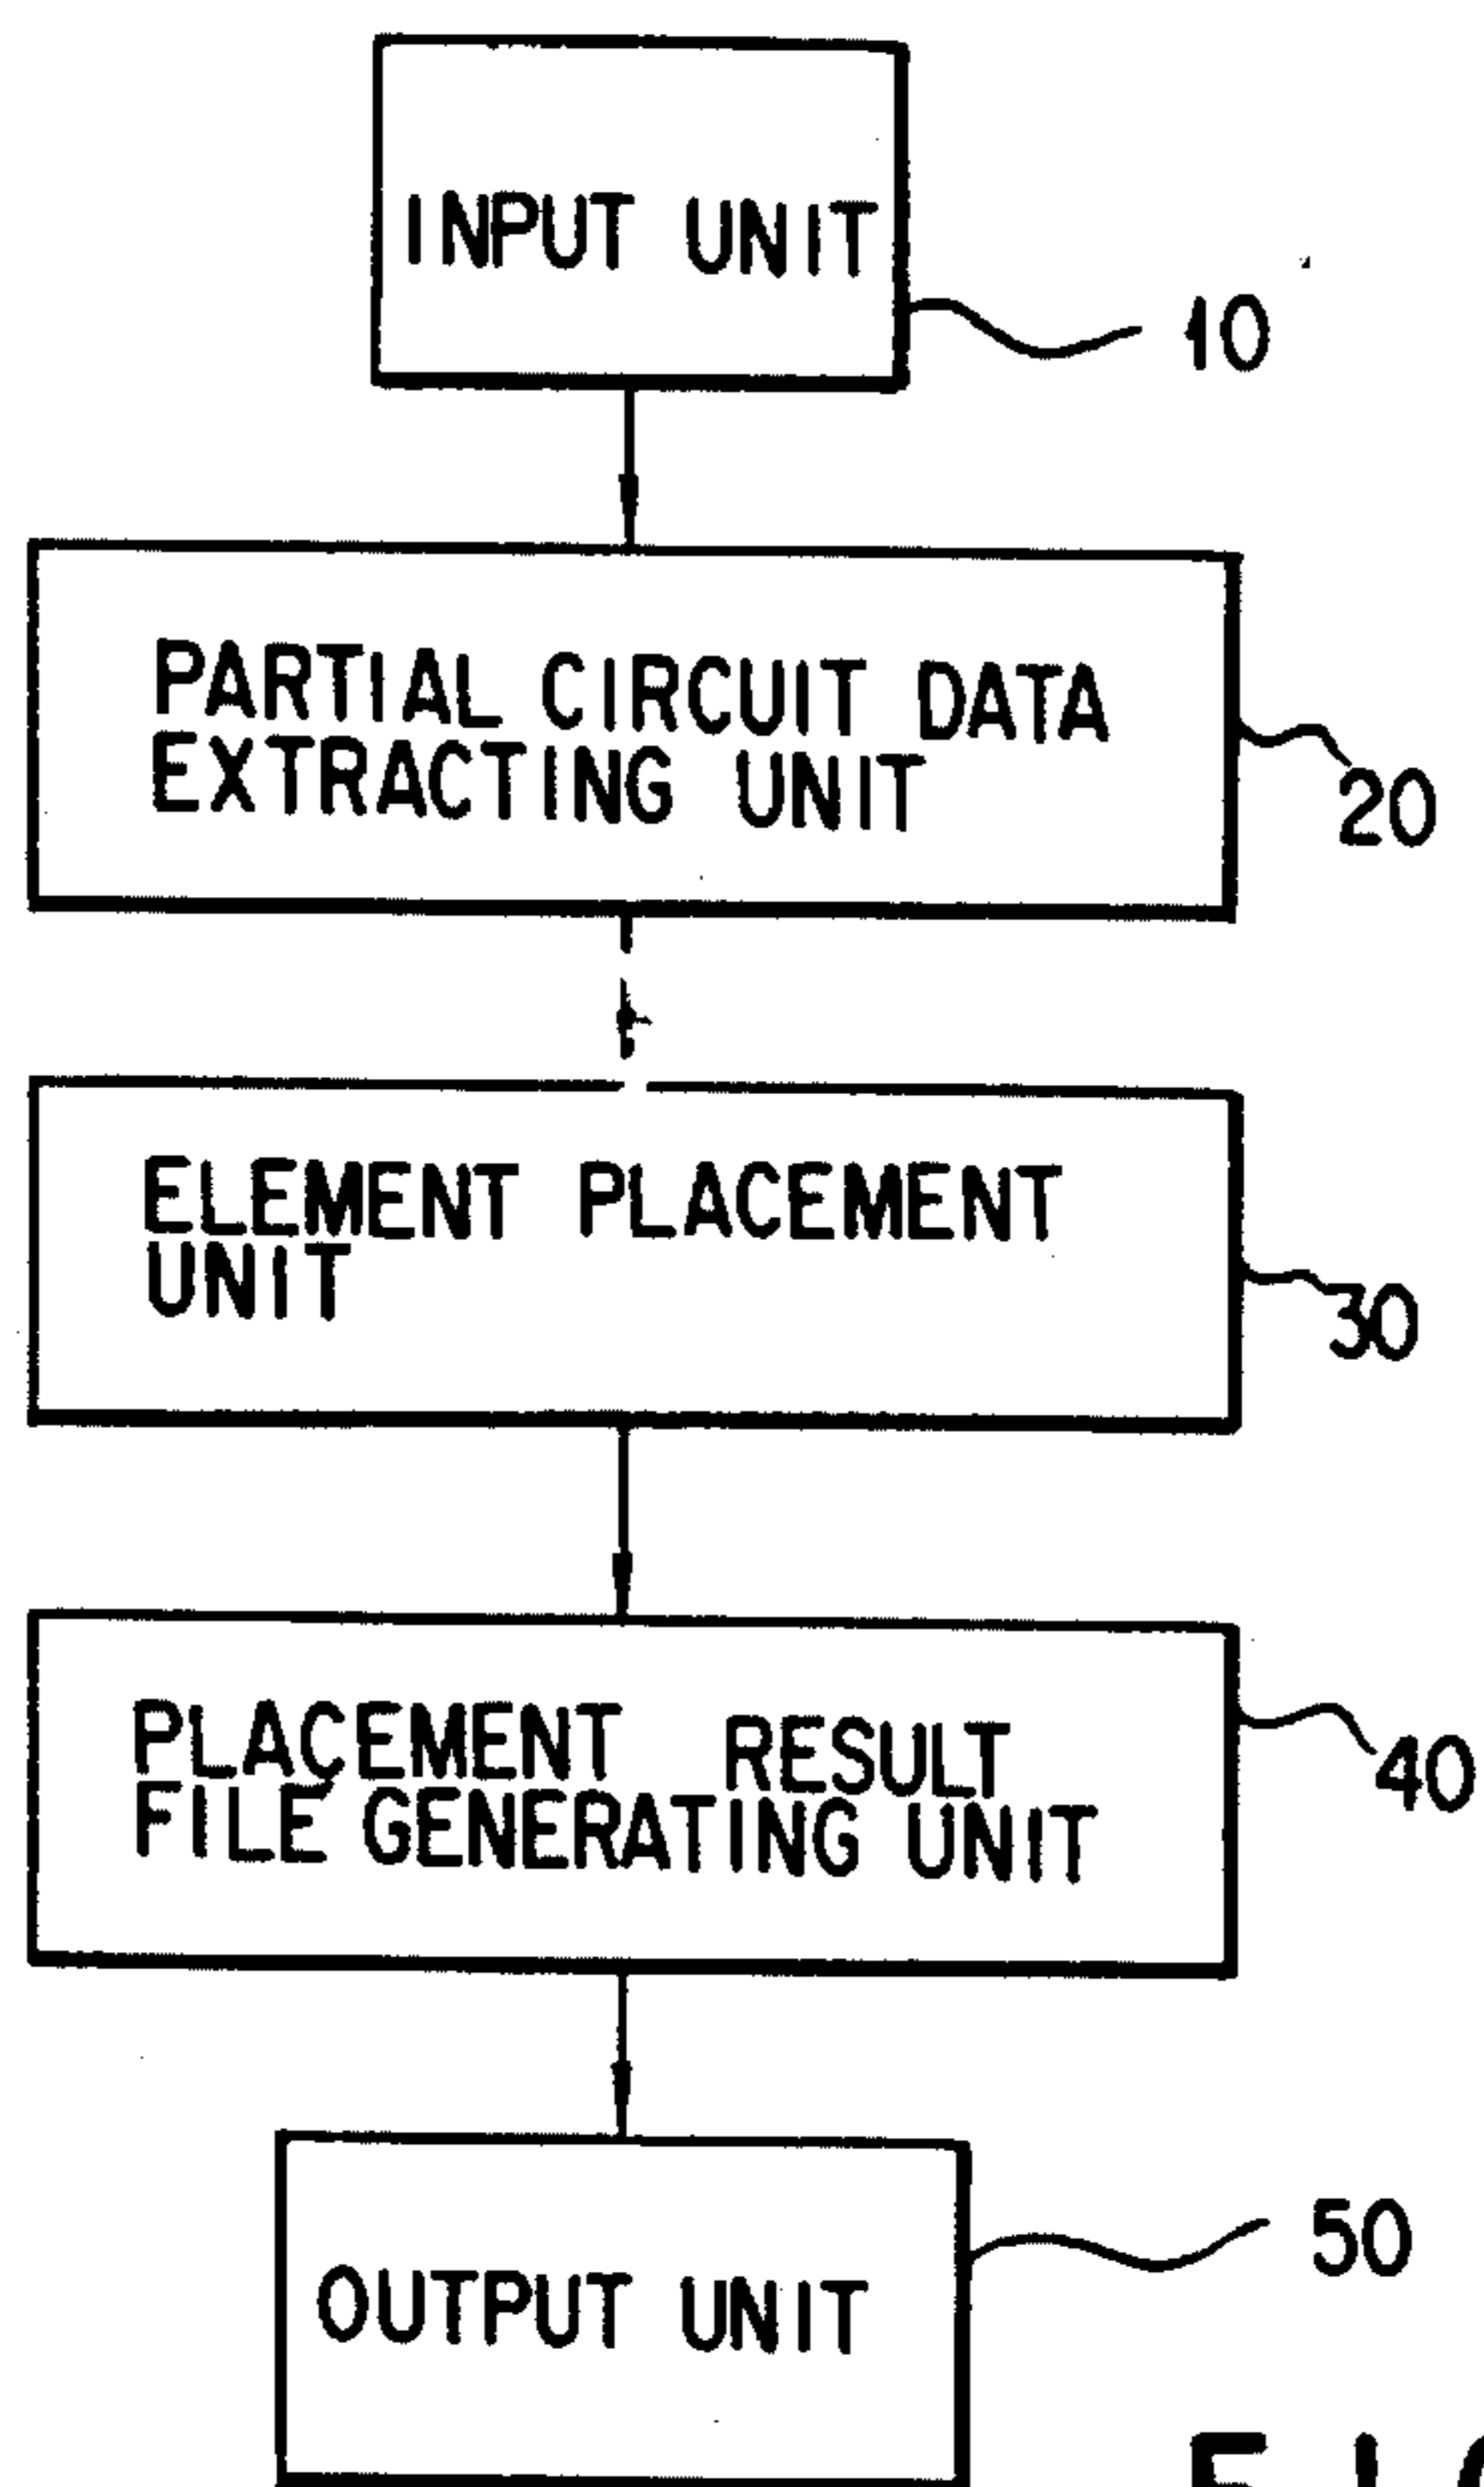 INPUT UNIT
10
PARTIAL CIRCUIT DATA
EXTRACTING UNIT
20
ELEMENT PLACEMENT
UNIT
30
PLACEMENT RESULT
FILE GENERATING UNIT
40
50
OUTPUT UNIT